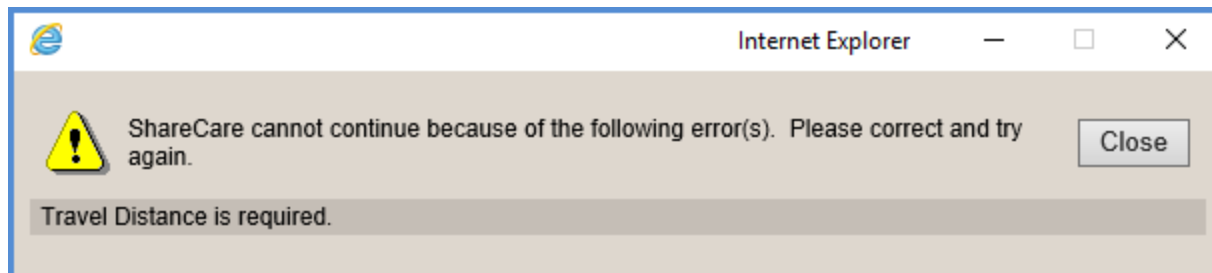 Internet Explorer
ShareCare cannot continue because of the following error(s).  Please correct and try
again.
Close
Travel Distance is required.